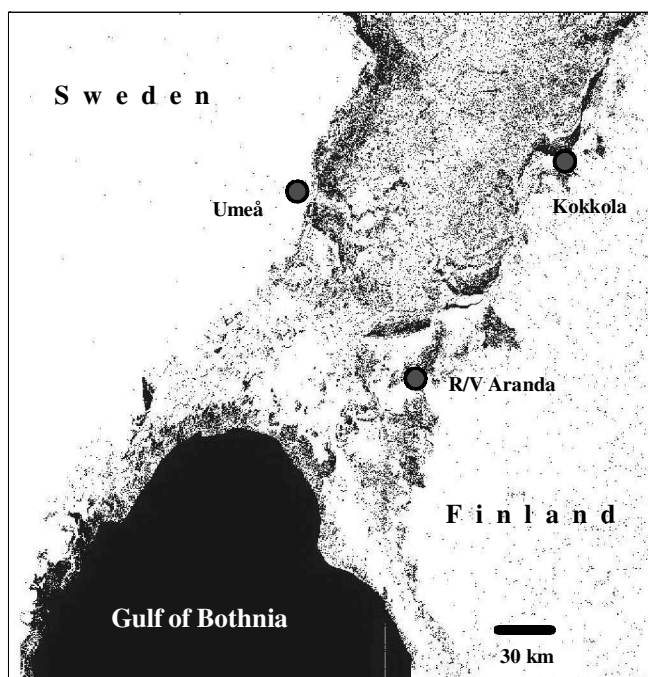 S w e d e n
Umeå
Kokkola
R/V Aranda
F i n l a n d
Gulf of Bothnia
30 km